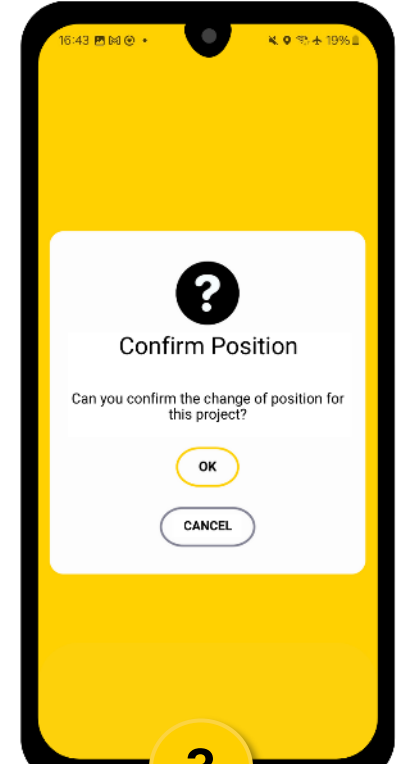 16:43
19%
?
Confirm Position
Can you confirm the change of position for
this project?
OK
CANCEL